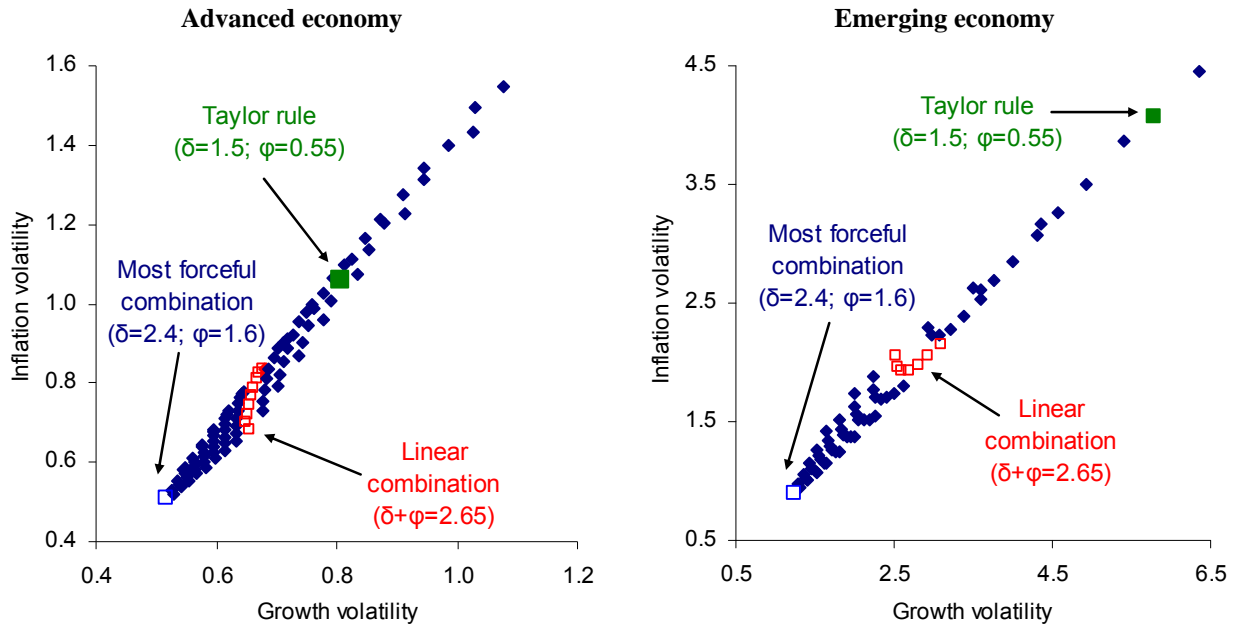 Advanced economy
1.6
1.4
1.2
1.0
0.8
0.6
0.4
Inflation volatility
Taylor rule
(δ=1.5; φ=0.55)
Most forceful
combination
(δ=2.4; φ=1.6)
Linear
combination
(δ+φ=2.65)
0.4 0.6 0.8 1.0 1.2
Growth volatility
Emerging economy
4.5
3.5
2.5
1.5
0.5
Inflation volatility
Taylor rule
(δ=1.5; φ=0.55)
Most forceful
combination
(δ=2.4; φ=1.6)
Linear
combination
(δ+φ=2.65)
0.5 2.5 4.5 6.5
Growth volatility